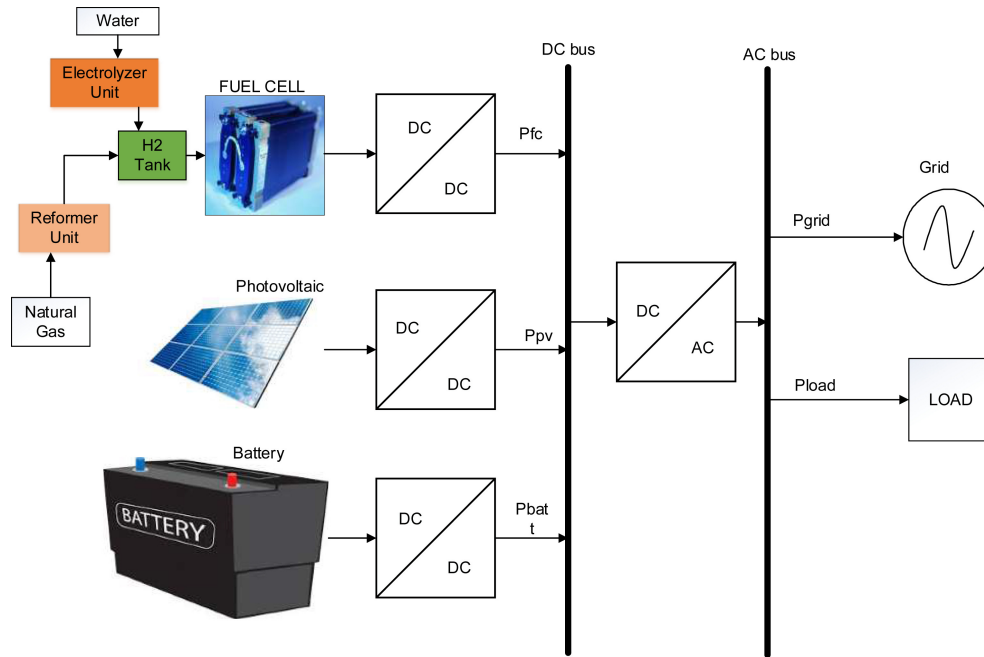 Water
DC bus
AC bus
Electrolyzer
Unit
FUEL CELL
DC
DC
Pfc
H2
Tank
Grid
Reformer
Unit
Pgrid
Photovoltaic
Natural
Gas
DC
DC
Ppv
DC
AC
Pload
LOAD
Battery
BATTERY
DC
DC
Pbat
t